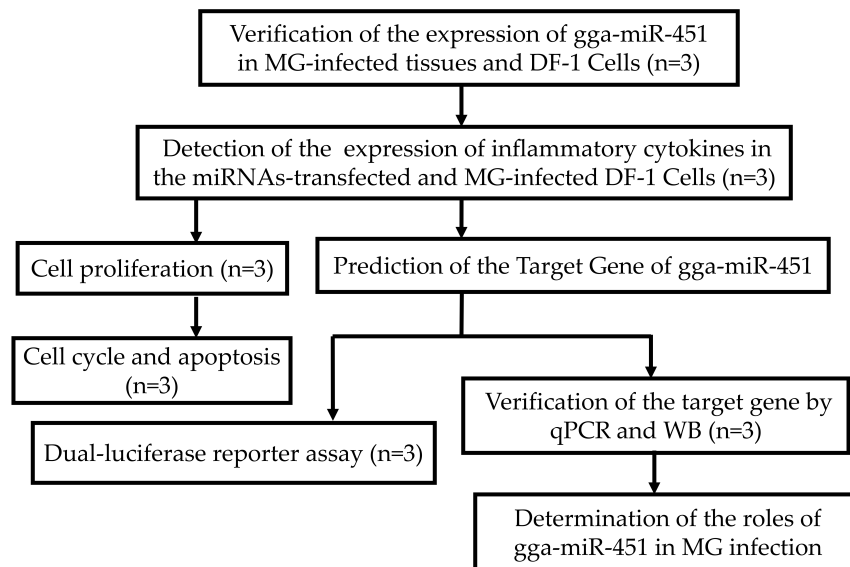 Verification of the expression of gga-miR-451
in MG-infected tissues and DF-1 Cells (n=3)
Detection of the expression of inflammatory cytokines in
the miRNAs-transfected and MG-infected DF-1 Cells (n=3)
Cell proliferation (n=3)
Prediction of the Target Gene of gga-miR-451
Cell cycle and apoptosis
(n=3)
Verification of the target gene by
qPCR and WB (n=3)
Dual-luciferase reporter assay (n=3)
Determination of the roles of
gga-miR-451 in MG infection